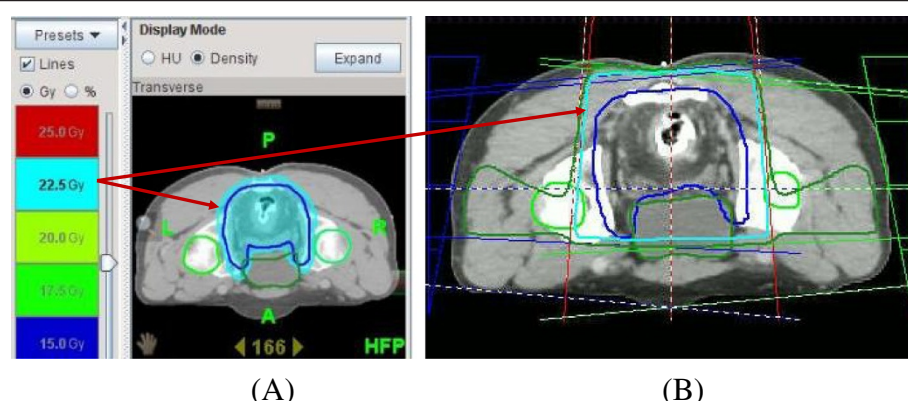 Presets
Lines
Gy %
25.0 Gy
22.5 Gy
20.0 Gy
17.5 Gy
15.0 Gy
Display Mode
HU Density
Expand
Transverse
P
L
R
A
166
HFP
(A)
(B)